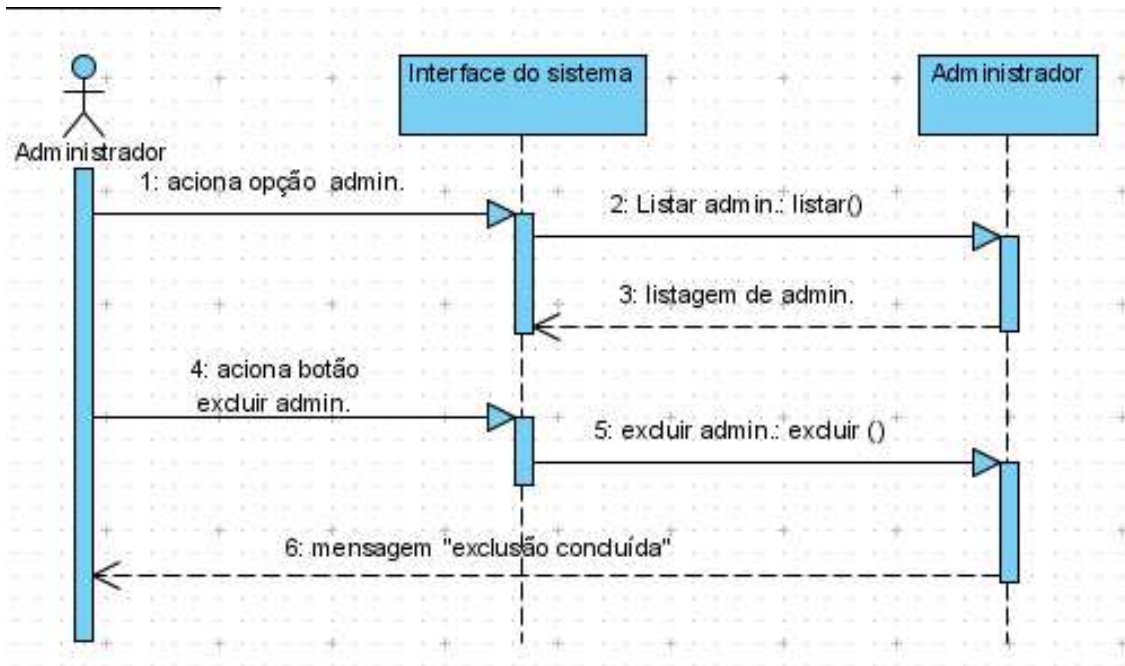 Interface do sistema
Administrador
Administrador
1: aciona opção admin.
2: Listar admin.: listar()
3: listagem de admin.
4: aciona botão
excluir admin.
5: excluir admin.: excluir ()
6: mensagem "exclusão concluída"